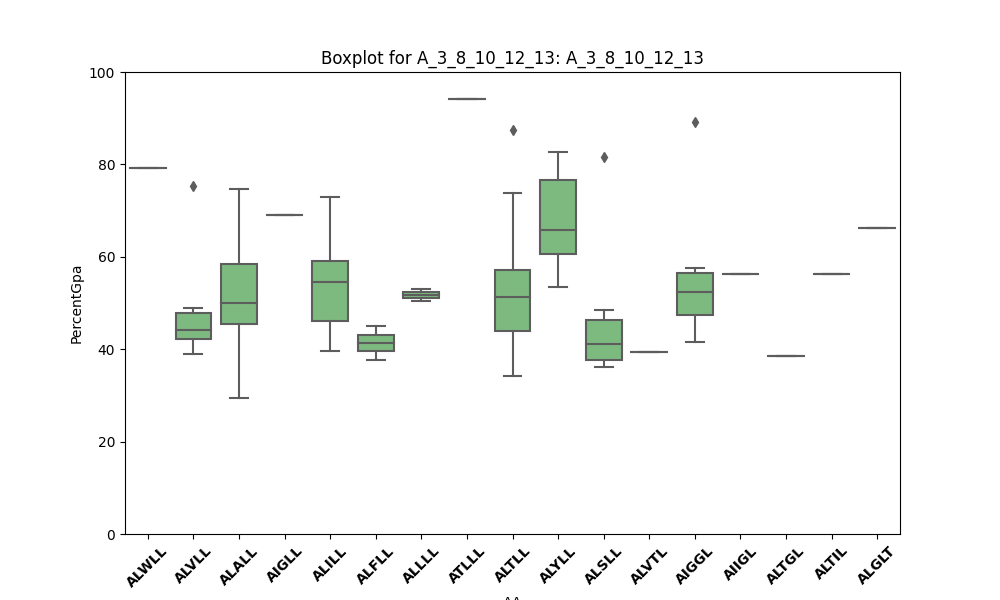 Boxplot for A_3_8_10_12_13: A_3_8_10_12_13
100
80
60
40
20
0
PercentGpa
ALWLL
ALVLL
ALALL
AIGLL
ALILL
ALFLL
ALLLL
ATLLL
ALTLL
ALYLL
ALSLL
ALVTL
AIGGL
AIIGL
ALTGL
ALTIL
ALGLT